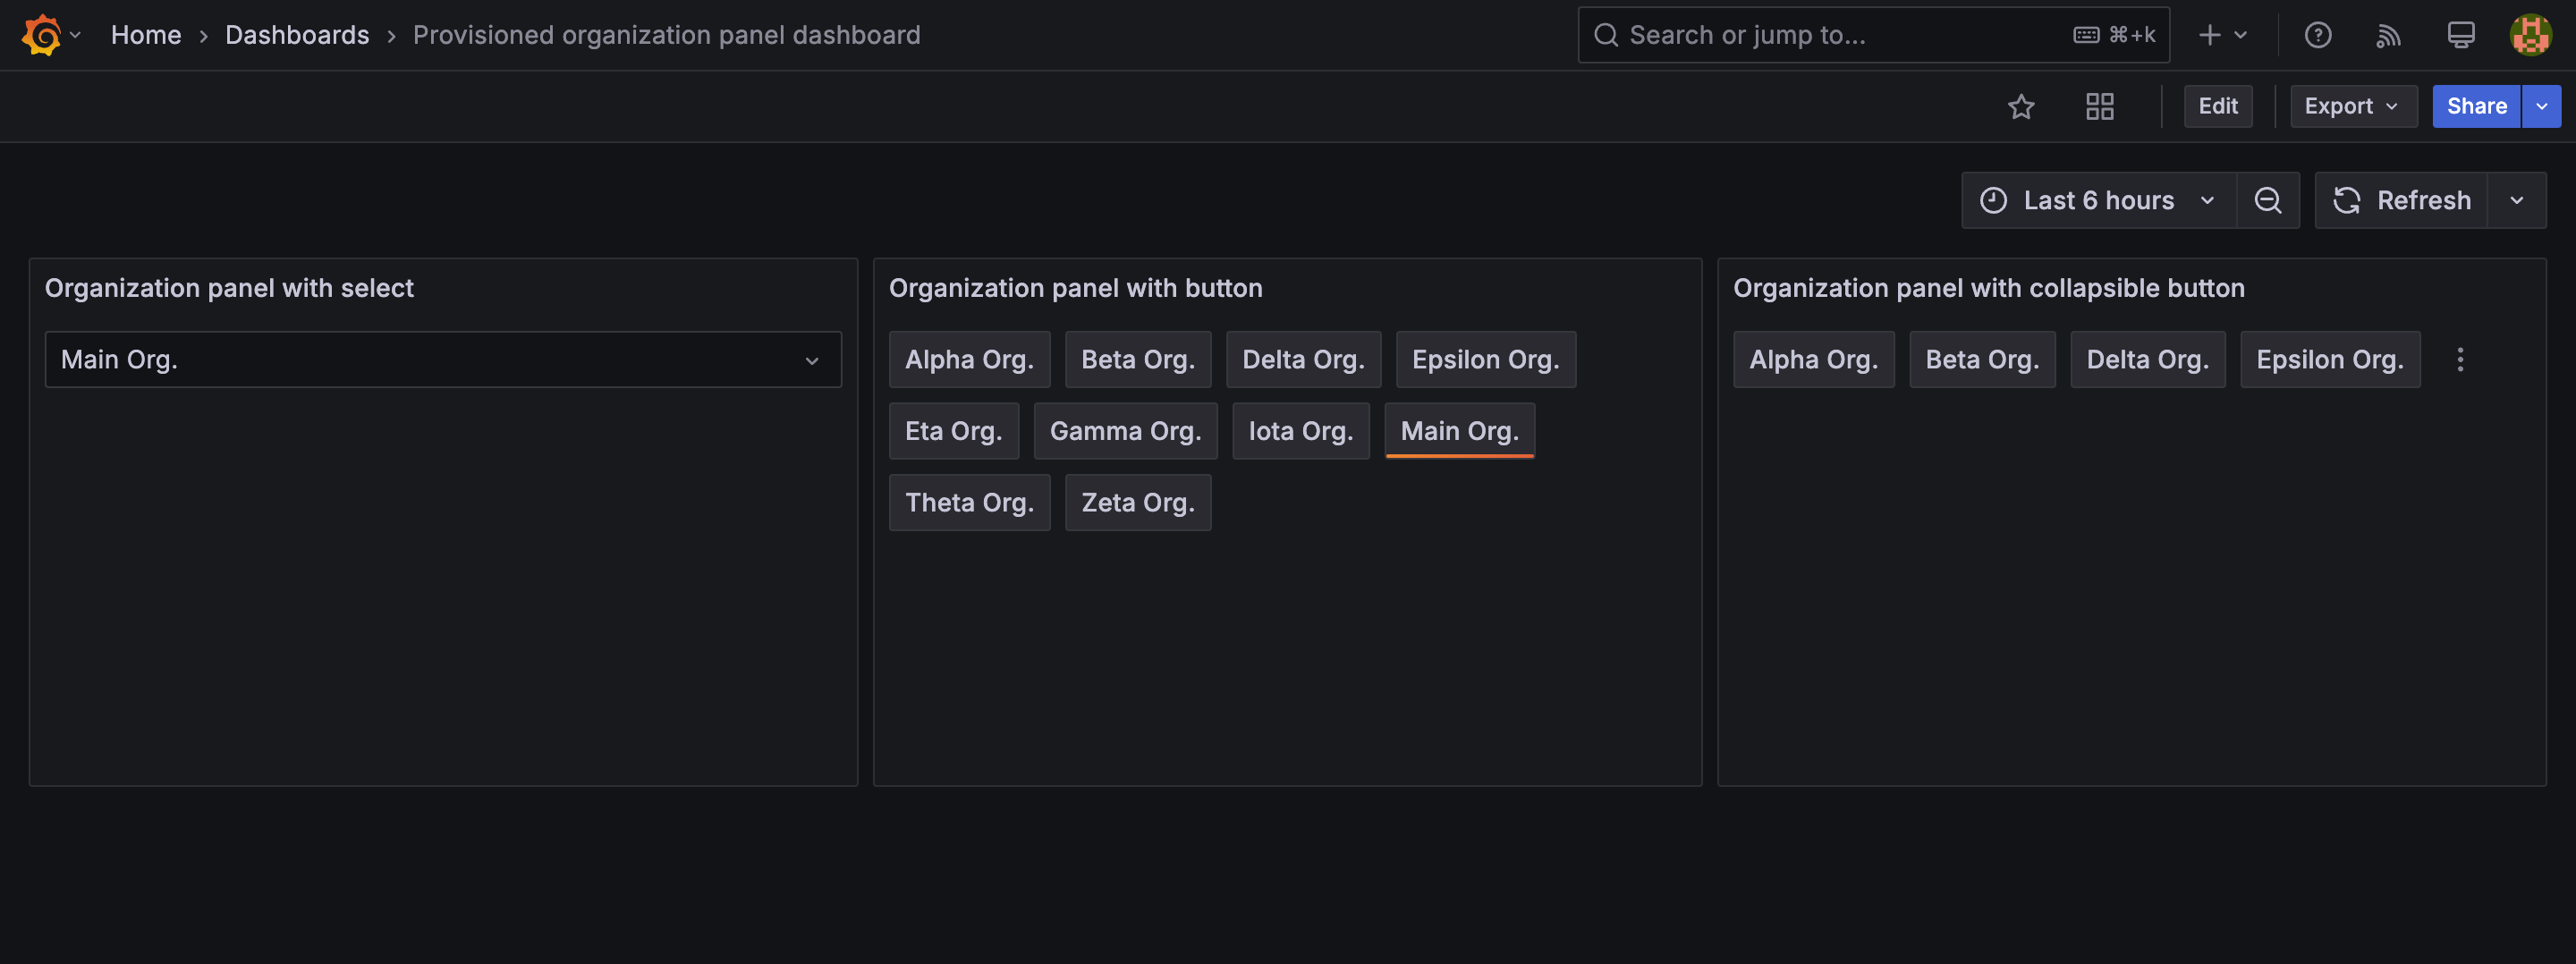 Home > Dashboards > Provisioned organization panel dashboard
Search or jump to... ⌘+k
Edit Export Share
Last 6 hours Refresh
Organization panel with select
Main Org.
Organization panel with button
Alpha Org. Beta Org. Delta Org. Epsilon Org.
Eta Org. Gamma Org. Iota Org. Main Org.
Theta Org. Zeta Org.
Organization panel with collapsible button
Alpha Org. Beta Org. Delta Org. Epsilon Org.